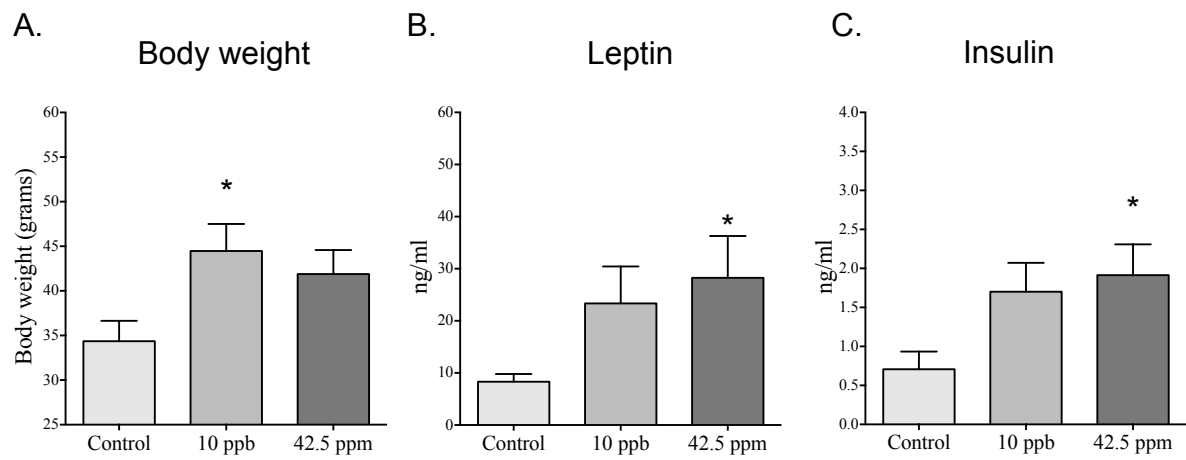 A.
Body weight
Body weight (grams)
60
55
50
45
40
35
30
25
*
Control
10 ppb
42.5 ppm
B.
Leptin
ng/ml
60
50
40
30
20
10
0
*
Control
10 ppb
42.5 ppm
C.
Insulin
ng/ml
4.0
3.5
3.0
2.5
2.0
1.5
1.0
0.5
0.0
*
Control
10 ppb
42.5 ppm